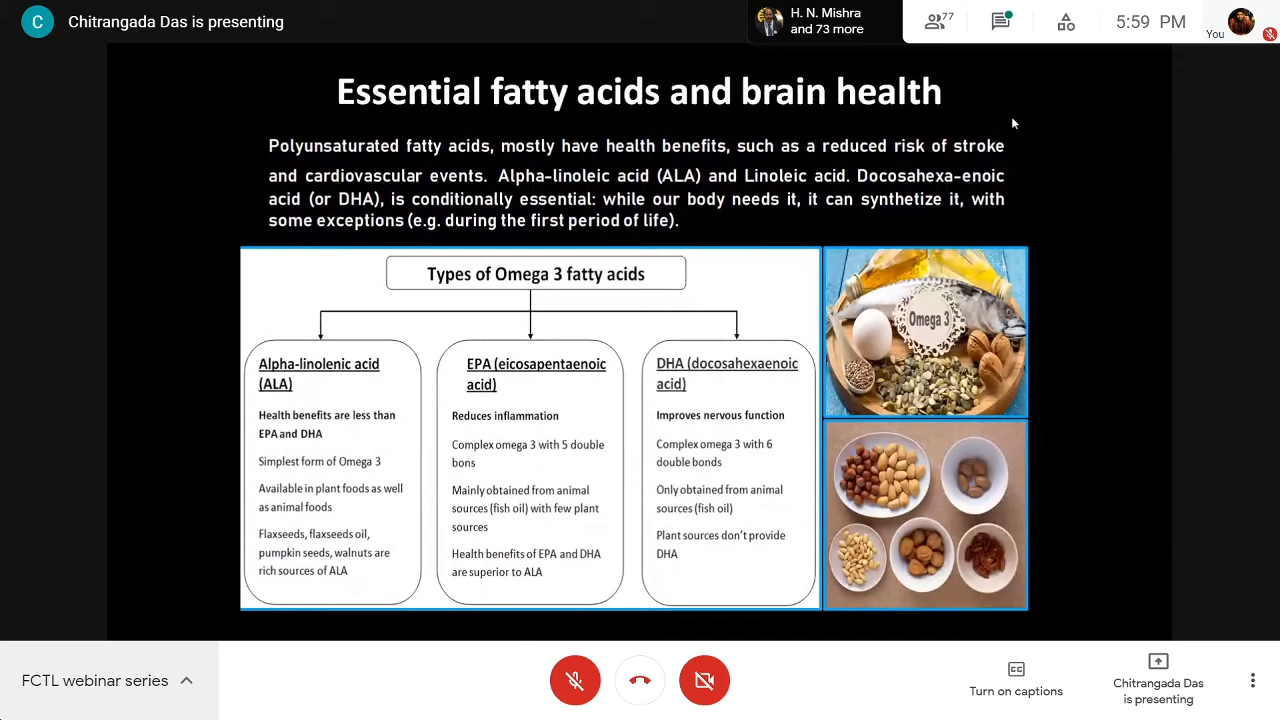 C
Chitrangada Das is presenting
H. N. Mishra
and 73 more
77
5:59 PM
You
Essential fatty acids and brain health
Polyunsaturated fatty acids, mostly have health benefits, such as a reduced risk of stroke
and cardiovascular events. Alpha-linoleic acid (ALA) and Linoleic acid. Docosahexa-enoic
acid (or DHA), is conditionally essential: while our body needs it, it can synthetize it, with
some exceptions (e.g. during the first period of life).
Types of Omega 3 fatty acids
Alpha-linolenic acid
(ALA)
Health benefits are less than
EPA and DHA
Simplest form of Omega 3
Available in plant foods as well
as animal foods
Flaxseeds, flaxseeds oil,
pumpkin seeds, walnuts are
rich sources of ALA
EPA (eicosapentaenoic
acid)
Reduces inflammation
Complex omega 3 with 5 double
bons
Mainly obtained from animal
sources (fish oil) with few plant
sources
Health benefits of EPA and DHA
are superior to ALA
DHA (docosahexaenoic
acid)
Improves nervous function
Complex omega 3 with 6
double bonds
Only obtained from animal
sources (fish oil)
Plant sources don't provide
DHA
Omega 3
FCTL webinar series
CC
Turn on captions
Chitrangada Das
is presenting